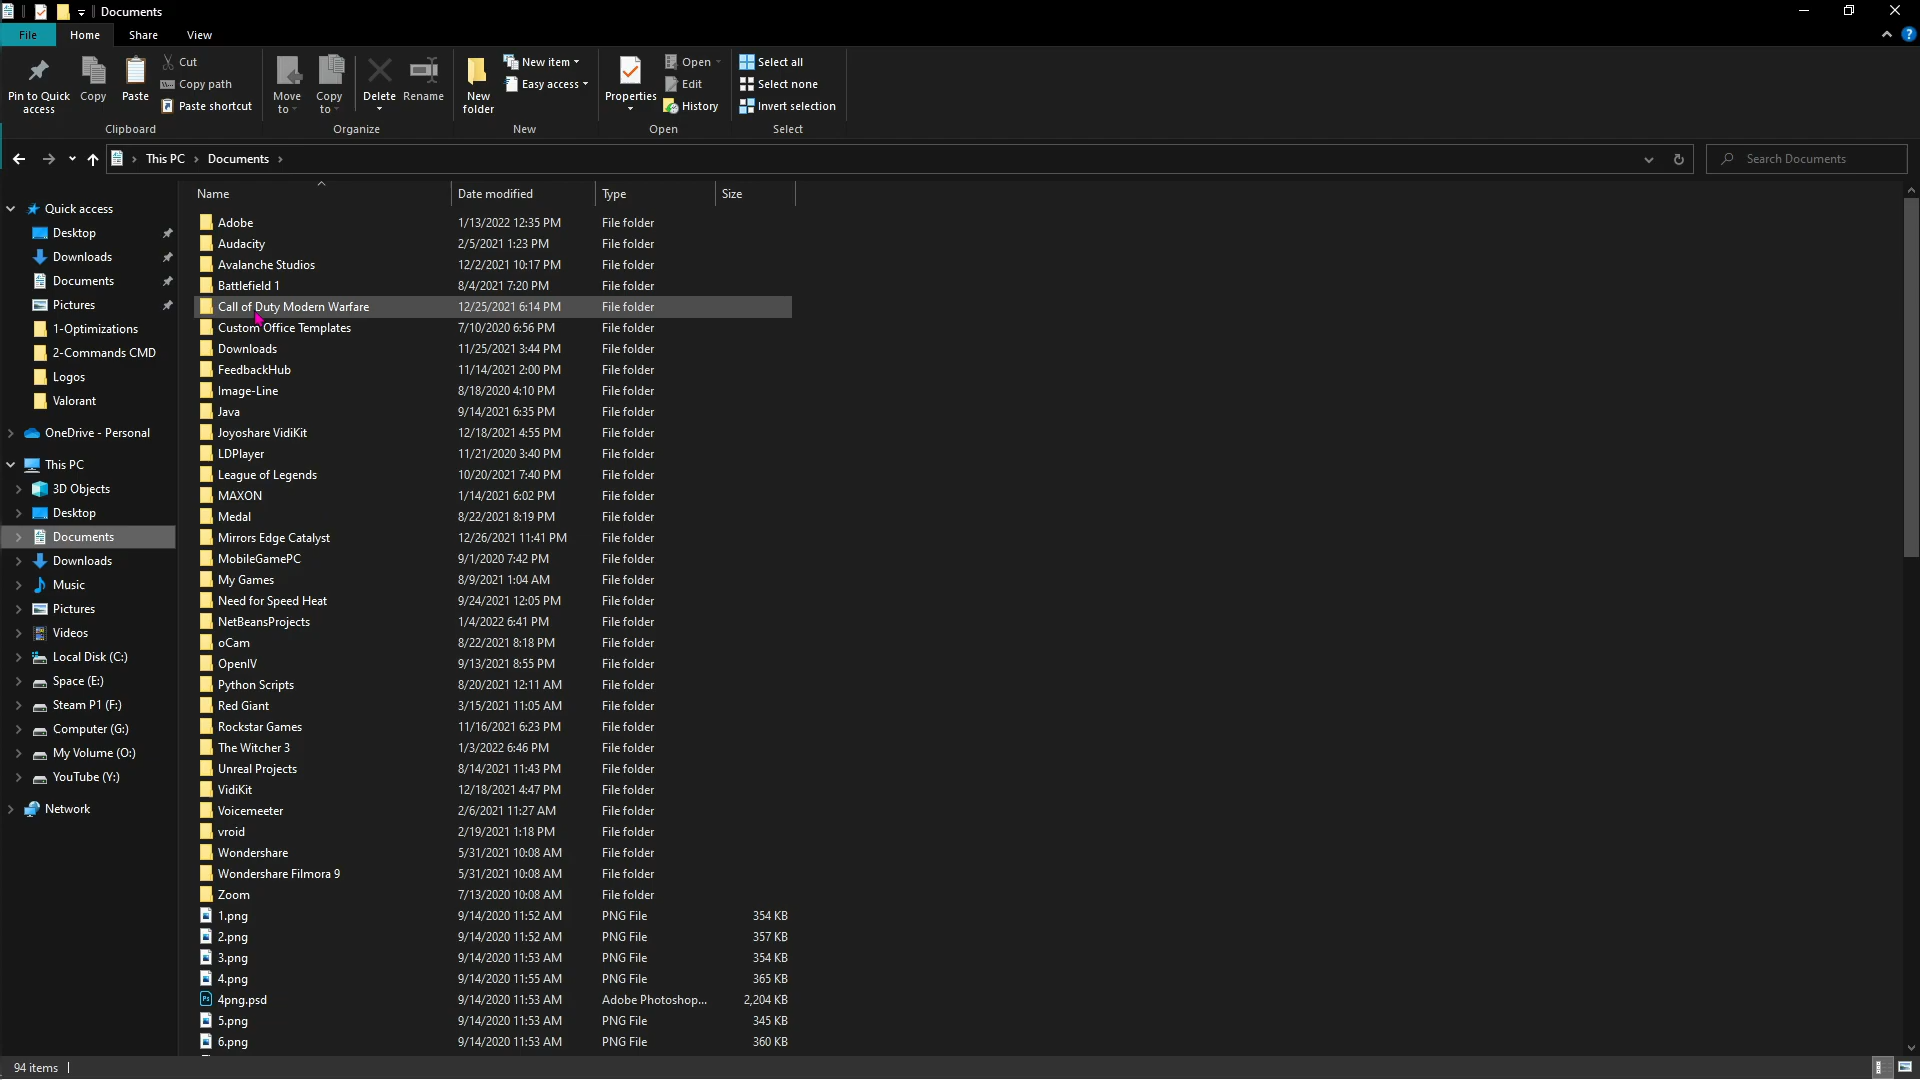 Documents
File Home Share View
Pin to Quick access
Copy
Paste
Cut
Copy path
Paste shortcut
Clipboard
Move to
Copy to
Delete
Rename
Organize
New folder
New item
Easy access
New
Properties
Open
Edit
History
Open
Select all
Select none
Invert selection
Select
This PC Documents
Search Documents
Quick access
Desktop
Downloads
Documents
Pictures
1-Optimizations
2-Commands CMD
Logos
Valorant
OneDrive - Personal
This PC
3D Objects
Desktop
Documents
Downloads
Music
Pictures
Videos
Local Disk (C:)
Space (E:)
Steam P1 (F:)
Computer (G:)
My Volume (O:)
YouTube (Y:)
Network
Name Date modified Type Size
Adobe 1/13/2022 12:35 PM File folder
Audacity 2/5/2021 1:23 PM File folder
Avalanche Studios 12/2/2021 10:17 PM File folder
Battlefield 1 8/4/2021 7:20 PM File folder
Call of Duty Modern Warfare 12/25/2021 6:14 PM File folder
Custom Office Templates 7/10/2020 6:56 PM File folder
Downloads 11/25/2021 3:44 PM File folder
FeedbackHub 11/14/2021 2:00 PM File folder
Image-Line 8/18/2020 4:10 PM File folder
Java 9/14/2021 6:35 PM File folder
Joyoshare VidiKit 12/18/2021 4:55 PM File folder
LDPlayer 11/21/2020 3:40 PM File folder
League of Legends 10/20/2021 7:40 PM File folder
MAXON 1/14/2021 6:02 PM File folder
Medal 8/22/2021 8:19 PM File folder
Mirrors Edge Catalyst 12/26/2021 11:41 PM File folder
MobileGamePC 9/1/2020 7:42 PM File folder
My Games 8/9/2021 1:04 AM File folder
Need for Speed Heat 9/24/2021 12:05 PM File folder
NetBeansProjects 1/4/2022 6:41 PM File folder
oCam 8/22/2021 8:18 PM File folder
OpenIV 9/13/2021 8:55 PM File folder
Python Scripts 8/20/2021 12:11 AM File folder
Red Giant 3/15/2021 11:05 AM File folder
Rockstar Games 11/16/2021 6:23 PM File folder
The Witcher 3 1/3/2022 6:46 PM File folder
Unreal Projects 8/14/2021 11:43 PM File folder
VidiKit 12/18/2021 4:47 PM File folder
Voicemeeter 2/6/2021 11:27 AM File folder
vroid 2/19/2021 1:18 PM File folder
Wondershare 5/31/2021 10:08 AM File folder
Wondershare Filmora 9 5/31/2021 10:08 AM File folder
Zoom 7/13/2020 10:08 AM File folder
1.png 9/14/2020 11:52 AM PNG File 354 KB
2.png 9/14/2020 11:52 AM PNG File 357 KB
3.png 9/14/2020 11:53 AM PNG File 354 KB
4.png 9/14/2020 11:55 AM PNG File 365 KB
4png.psd 9/14/2020 11:53 AM Adobe Photoshop... 2,204 KB
5.png 9/14/2020 11:53 AM PNG File 345 KB
6.png 9/14/2020 11:53 AM PNG File 360 KB
94 items